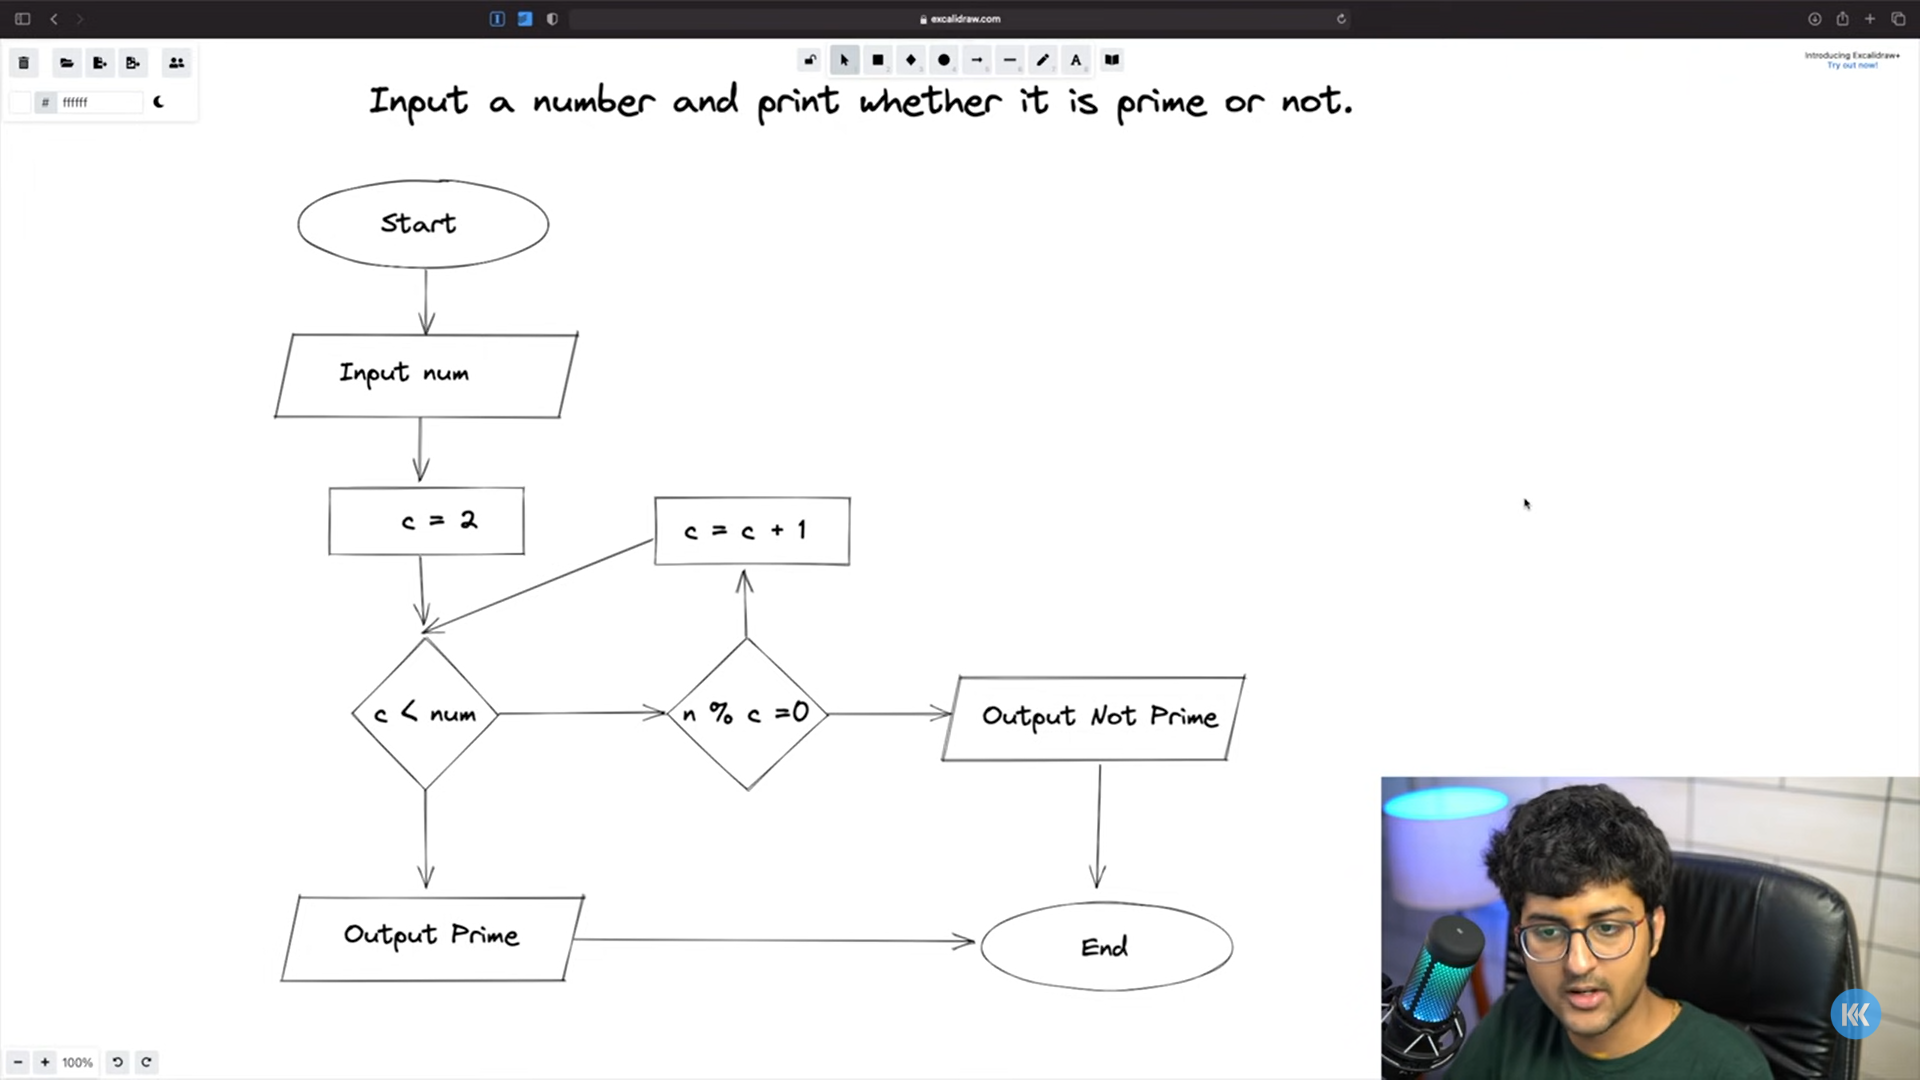 excalidraw.com
Introducing Excalidraw+
Try out now!
# ffffff
A
Input a number and print whether it is prime or not.
Start
Input num
c = 2
c = c + 1
c < num
n % c =0
Output Not Prime
Output Prime
End
100%
KK